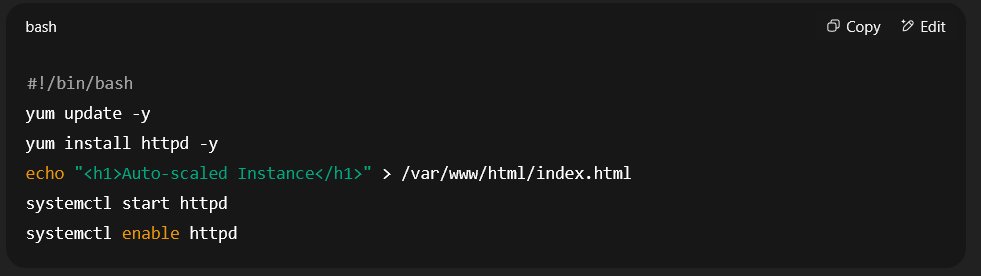 bash
Copy
Edit
#!/bin/bash
yum update -y
yum install httpd -y
echo "<h1>Auto-scaled Instance</h1>" > /var/www/html/index.html
systemctl start httpd
systemctl enable httpd